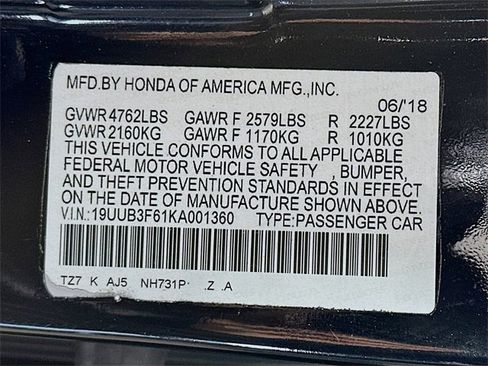 MFD.BY HONDA OF AMERICA MFG.,INC.
06/'18
GVWR 4762LBS GAWR F 2579LBS R 2227LBS
GVWR 2160KG GAWR F 1170KG R 1010KG
THIS VEHICLE CONFORMS TO ALL APPLICABLE
FEDERAL MOTOR VEHICLE SAFETY , BUMPER,
AND THEFT PREVENTION STANDARDS IN EFFECT
ON THE DATE OF MANUFACTURE SHOWN ABOVE.
V.I.N.:19UUB3F61KA001360 TYPE:PASSENGER CAR
TZ7 K AJ5 NH731P .Z .A